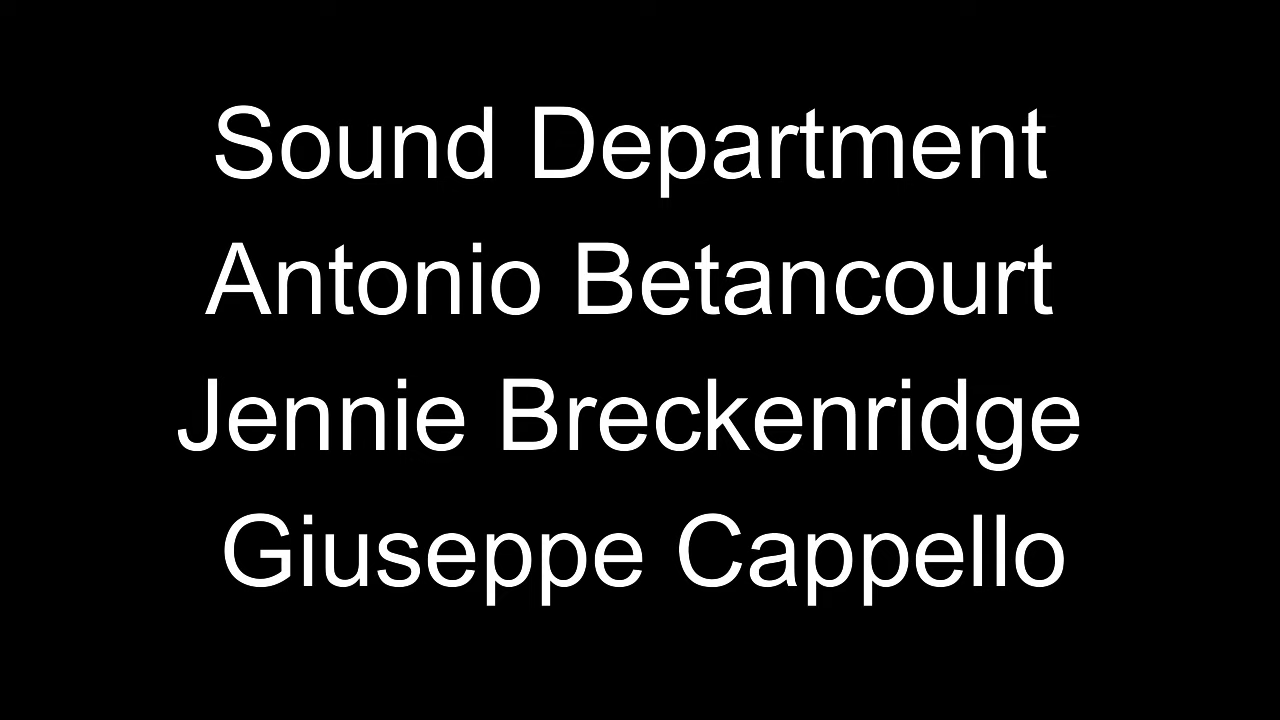 Sound Department
Antonio Betancourt
Jennie Breckenridge
Giuseppe Cappello